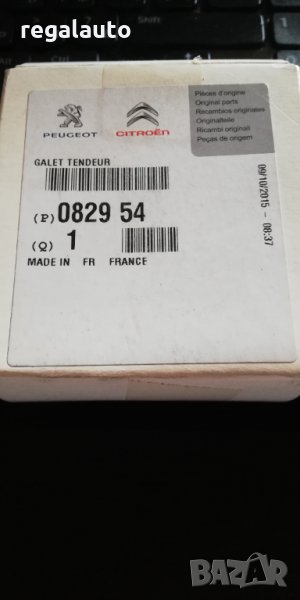 regalauto
PEUGEOT
CITROËN
Pièces d'origine
Original parts
Recambios originales
Originalteile
Ricambi originali
Peças de origem
GALET TENDEUR
(P) 0829 54
(Q) 1
MADE IN FR FRANCE
09/10/2015 - 08:37
BAZAR